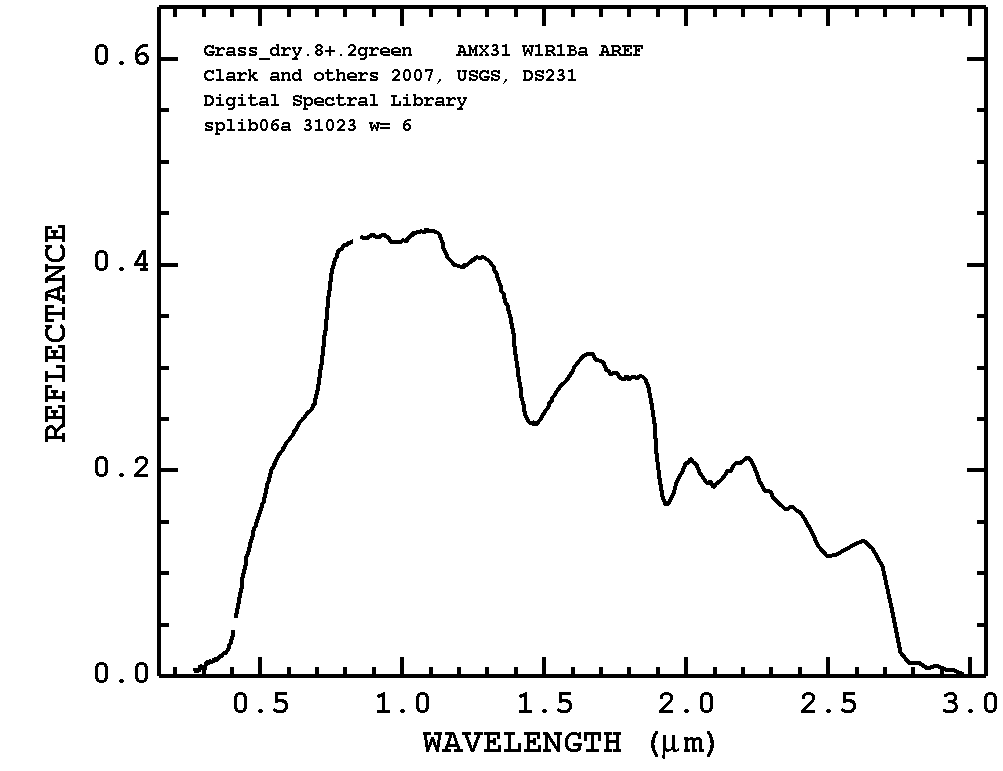 Grass_dry.8+.2green AMX31 W1R1Ba AREF
Clark and others 2007, USGS, DS231
Digital Spectral Library
splib06a 31023 w= 6
0.6
0.4
0.2
0.0
REFLECTANCE
0.5 1.0 1.5 2.0 2.5 3.0
WAVELENGTH (μm)